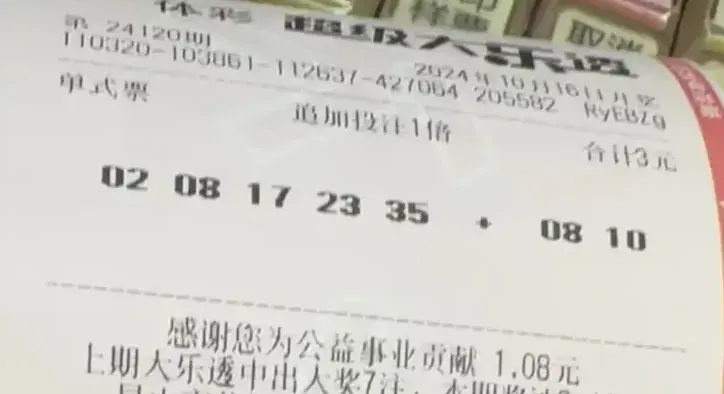 体彩 超级大乐透
取消
第 24120期 2024年10月16日开奖
110320-103861-112637-427064 205582 RyEBZg
单式票 追加投注1倍 合计3元
02 08 17 23 35 + 08 10
感谢您为公益事业贡献 1.08元
上期大乐透中出大奖7注